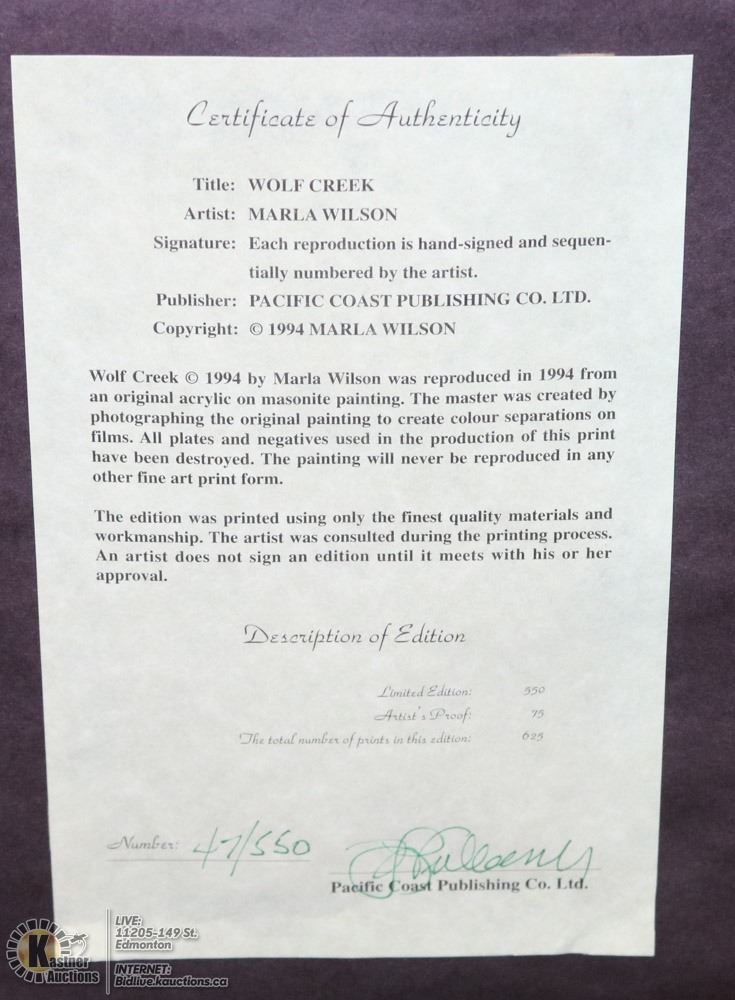 Certificate of Authenticity
Title: WOLF CREEK
Artist: MARLA WILSON
Signature: Each reproduction is hand-signed and sequen-
tially numbered by the artist.
Publisher: PACIFIC COAST PUBLISHING CO. LTD.
Copyright: © 1994 MARLA WILSON
Wolf Creek © 1994 by Marla Wilson was reproduced in 1994 from
an original acrylic on masonite painting. The master was created by
photographing the original painting to create colour separations on
films. All plates and negatives used in the production of this print
have been destroyed. The painting will never be reproduced in any
other fine art print form.
The edition was printed using only the finest quality materials and
workmanship. The artist was consulted during the printing process.
An artist does not sign an edition until it meets with his or her
approval.
Description of Edition
Limited Edition: 550
Artist's Proof: 75
The total number of prints in this edition: 625
Number: 47/550
Pacific Coast Publishing Co. Ltd.
Kastner
Auctions
LIVE:
11205-149 St.
Edmonton
INTERNET:
Bidlive.kauctions.ca